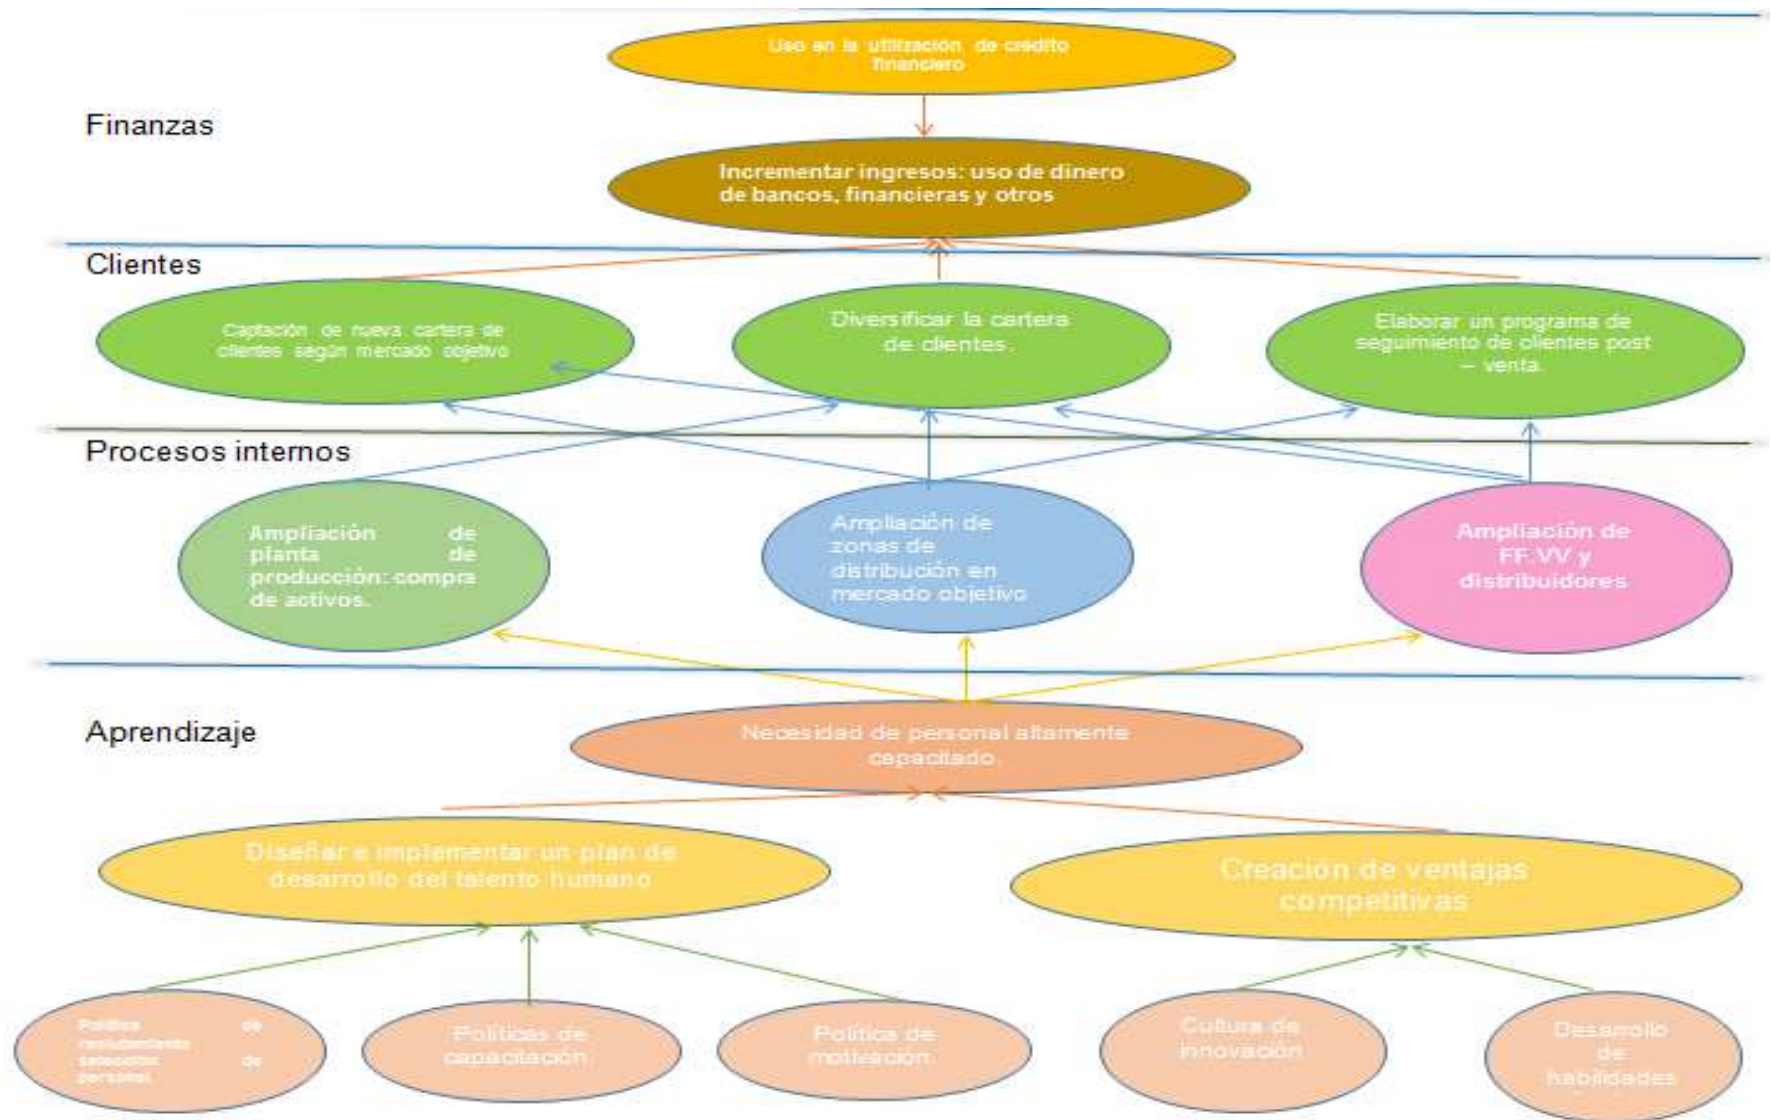 Uso en la utilización de crédito
financiero
Finanzas
Incrementar ingresos: uso de dinero
de bancos, financieras y otros
Clientes
Captación de nueva cartera de
clientes según mercado objetivo
Diversificar la cartera
de clientes.
Elaborar un programa de
seguimiento de clientes post
– venta.
Procesos internos
Ampliación de
planta de
producción: compra
de activos.
Ampliación de
zonas de
distribución en
mercado objetivo
Ampliación de
FF.VV y
distribuidores
Aprendizaje
Necesidad de personal altamente
capacitado.
Diseñar e implementar un plan de
desarrollo del talento humano
Creación de ventajas
competitivas
Política de
selección de
personal.
Políticas de
capacitación.
Política de
motivación.
Cultura de
innovación
Desarrollo
de
habilidades